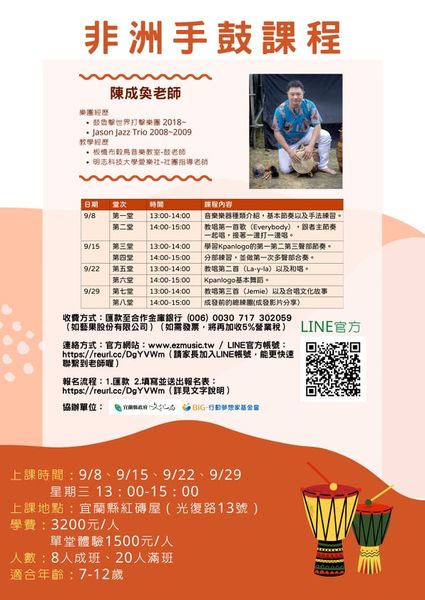 非洲手鼓課程
陳成奐老師
樂團經歷
鼓魯擊世界打擊樂團 2018~
Jason Jazz Trio 2008~2009
教學經歷
板橋布穀鳥音樂教室-鼓老師
明志科技大學愛樂社-社團指導老師
日期 堂次 時間 課程內容
9/8 第一堂 13:00-14:00 音樂樂器種類介紹，基本節奏以及手法練習。
第二堂 14:00-15:00 教唱第一首歌（Everybody），跟者主節奏
一起唱，接著一邊打一邊唱。
9/15 第三堂 13:00-14:00 學習Kpanlogo的第一第二第三聲部節奏。
第四堂 14:00-15:00 分部練習，並做第一次多聲部合奏。
9/22 第五堂 13:00-14:00 教唱第二首（La-y-la）以及和唱。
第六堂 14:00-15:00 Kpanlogo基本舞蹈。
9/29 第七堂 13:00-14:00 教唱第三首（Jemie）以及合唱文化故事
第八堂 14:00-15:00 成發前的總練團(成發影片分享)
收費方式：匯款至合作金庫銀行 (006) 0030 717 302059
（如藝果股份有限公司）（如需發票，將再加收5%營業稅）
LINE官方
聯絡方式：官方網站：www.ezmusic.tw / LINE官方帳號：
https://reurl.cc/DgYVWm（請家長加入LINE帳號，能更快速
聯繫到老師喔）
報名流程：1.匯款 2.填寫並送出報名表：
https://reurl.cc/DgYVWm（詳見文字說明）
協辦單位：
宜蘭縣政府 文化局
BiG-行動夢想家基金會
上課時間：9/8、9/15、9/22、9/29
星期三 13：00-15：00
上課地點：宜蘭縣紅磚屋（光復路13號）
學費：3200元/人
單堂體驗1500元/人
人數：8人成班、20人滿班
適合年齡：7-12歲